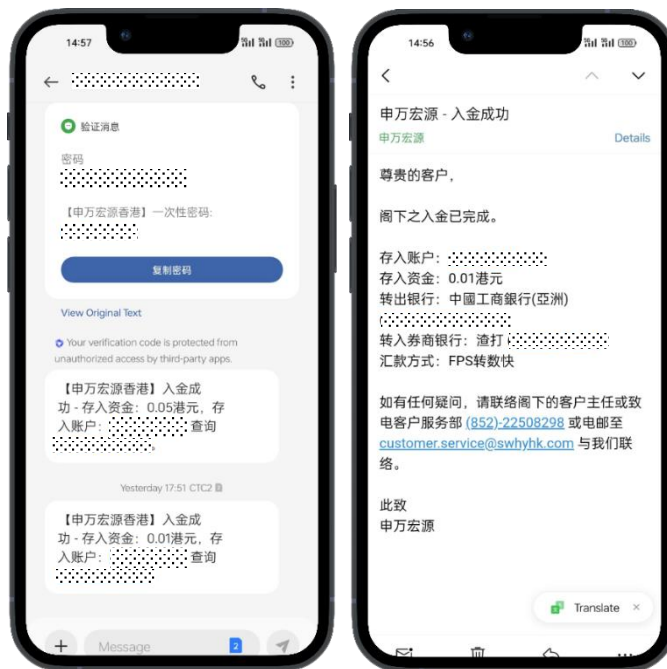 14:57
验证消息
密码
【申万宏源香港】一次性密码:
复制密码
View Original Text
Your verification code is protected from
unauthorized access by third-party apps.
【申万宏源香港】入金成
功 - 存入资金：0.05港元，存
入账户：
查询
Yesterday 17:51 CTC2
【申万宏源香港】入金成
功 - 存入资金：0.01港元，存
入账户：
查询
Message
2
14:56
申万宏源 - 入金成功
申万宏源
Details
尊贵的客户，
阁下之入金已完成。
存入账户：
存入资金：0.01港元
转出银行：中國工商銀行(亞洲)
转入券商银行：渣打
汇款方式：FPS转数快
如有任何疑问，请联络阁下的客户主任或致
电客户服务部 (852)-22508298 或电邮至
customer.service@swhyhk.com 与我们联
络。
此致
申万宏源
Translate